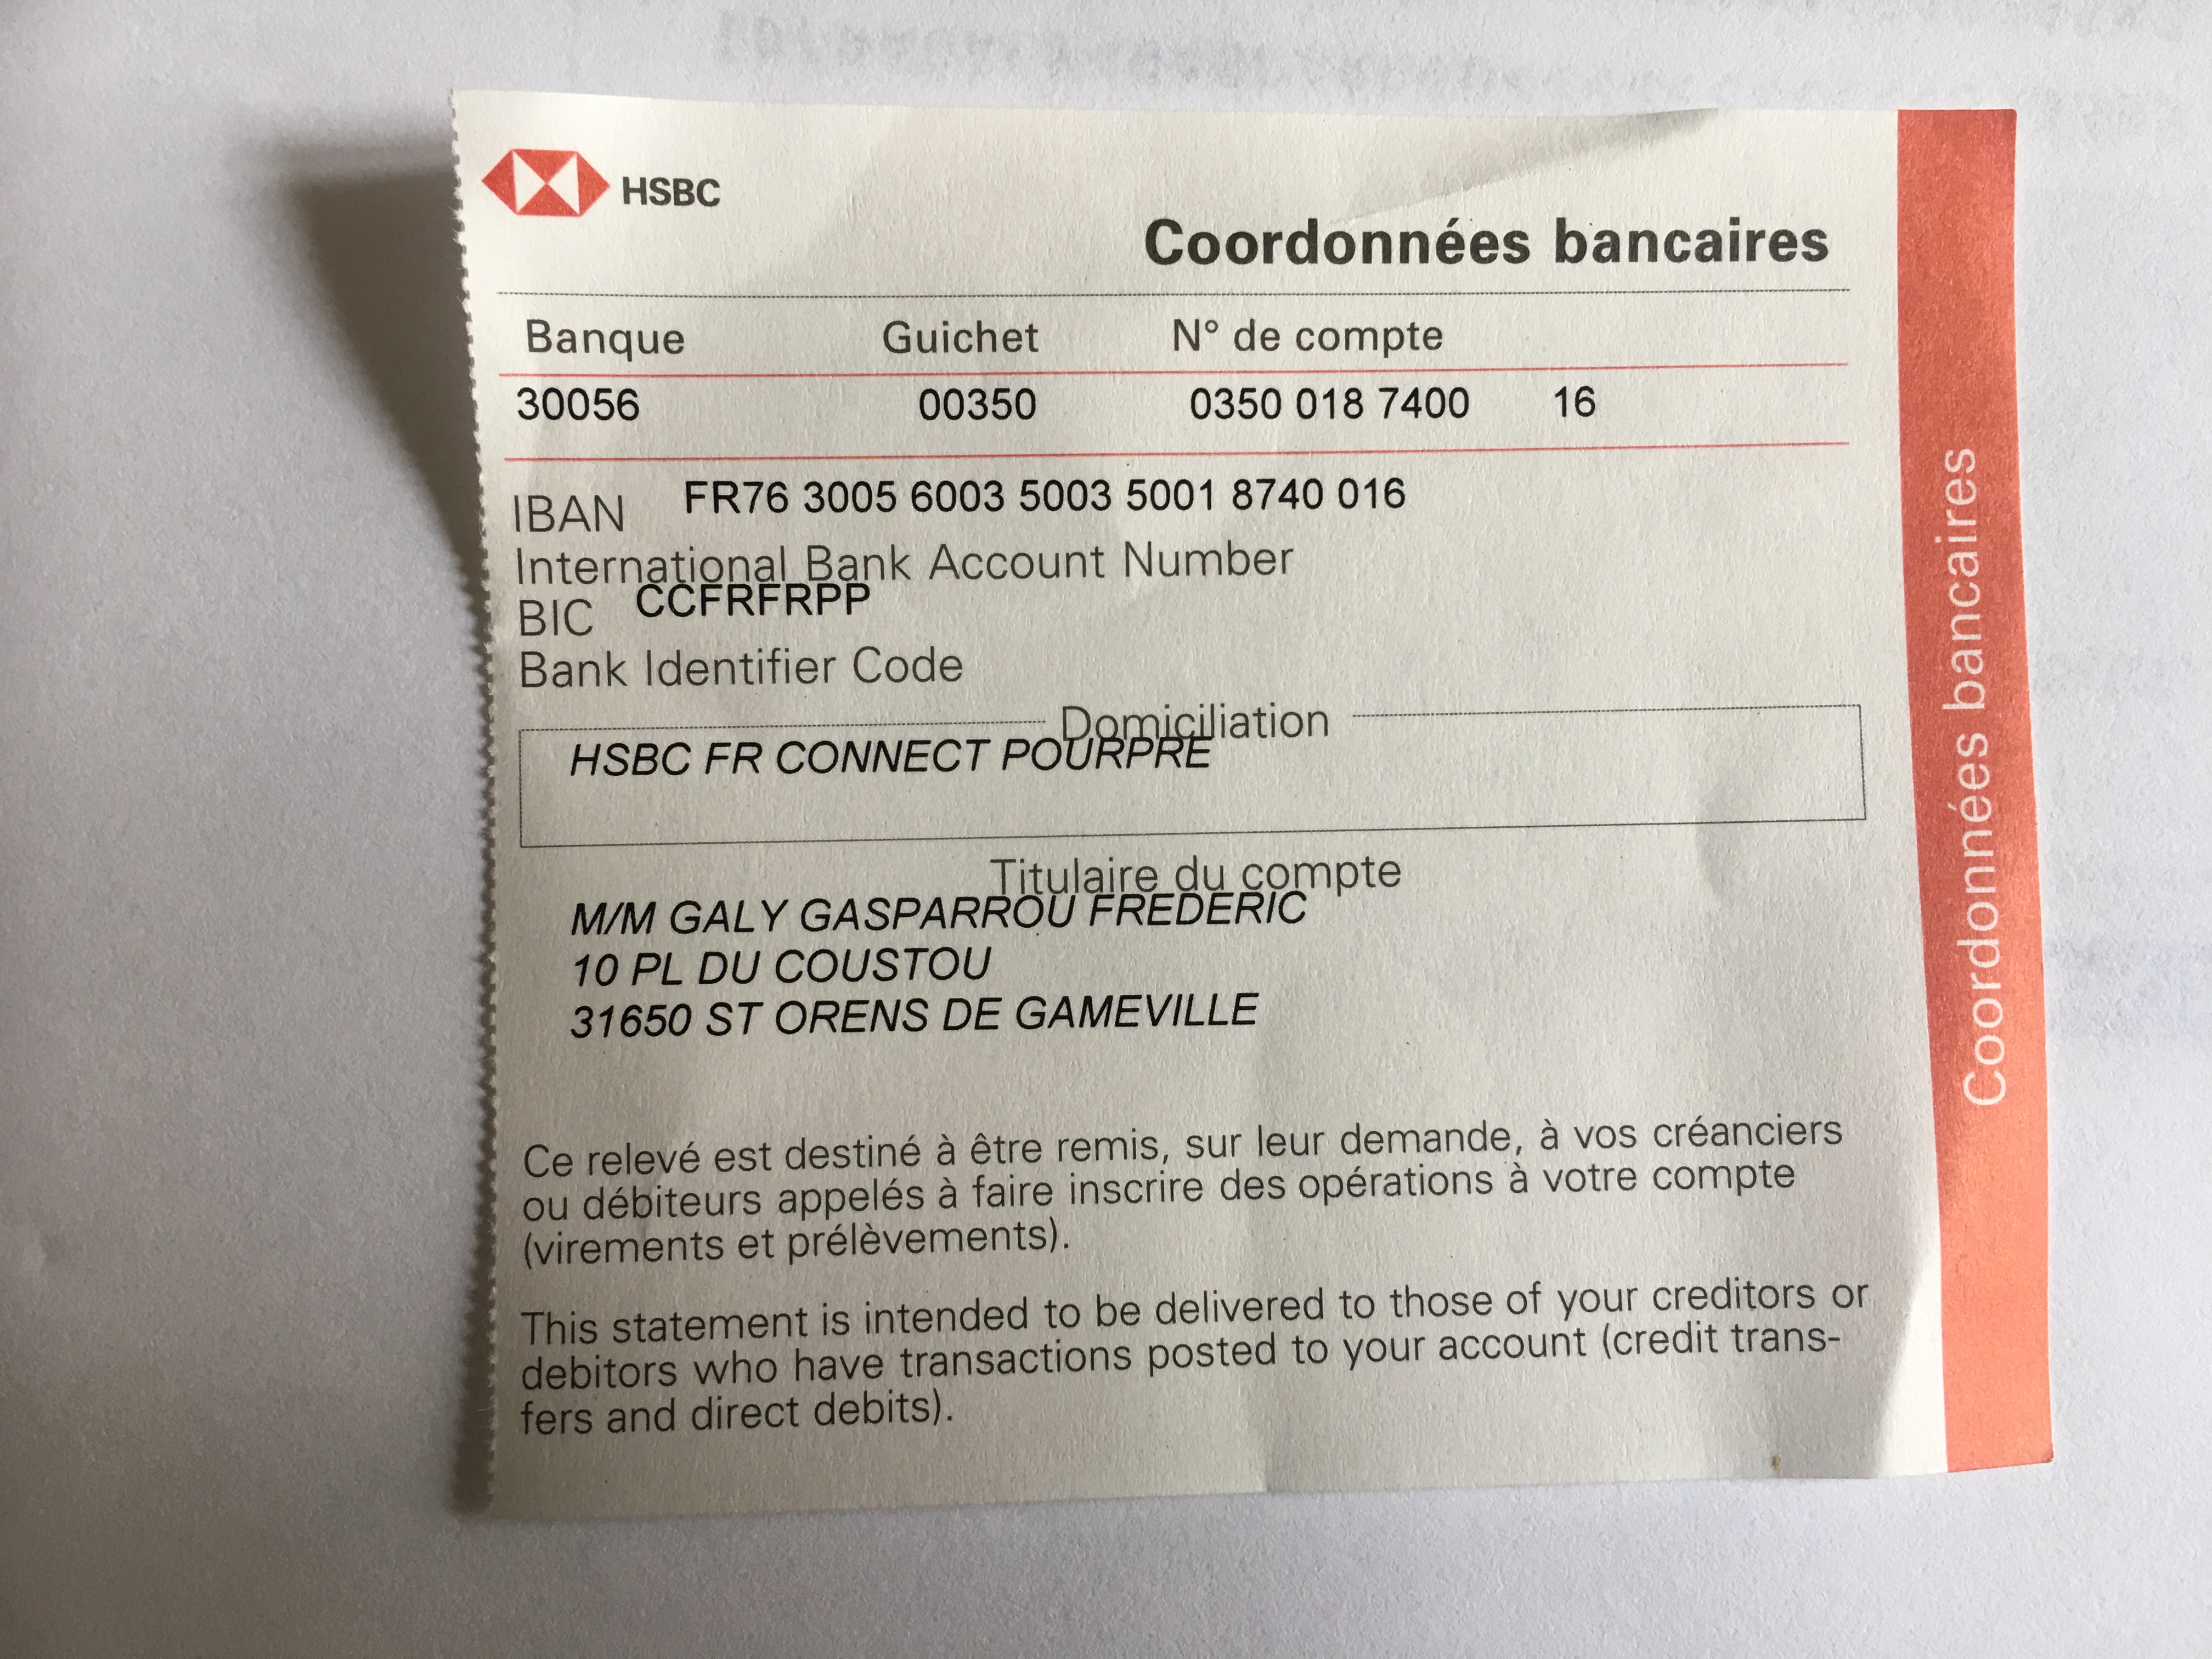 HSBC
Coordonnées bancaires
Banque Guichet N° de compte
30056 00350 0350 018 7400 16
IBAN FR76 3005 6003 5003 5001 8740 016
International Bank Account Number
BIC CCFRFRPP
Bank Identifier Code
Domiciliation
HSBC FR CONNECT POURPRE
Titulaire du compte
M/M GALY GASPARROU FREDERIC
10 PL DU COUSTOU
31650 ST ORENS DE GAMEVILLE
Ce relevé est destiné à être remis, sur leur demande, à vos créanciers
ou débiteurs appelés à faire inscrire des opérations à votre compte
(virements et prélèvements).
This statement is intended to be delivered to those of your creditors or
debitors who have transactions posted to your account (credit trans-
fers and direct debits).
Coordonnées bancaires